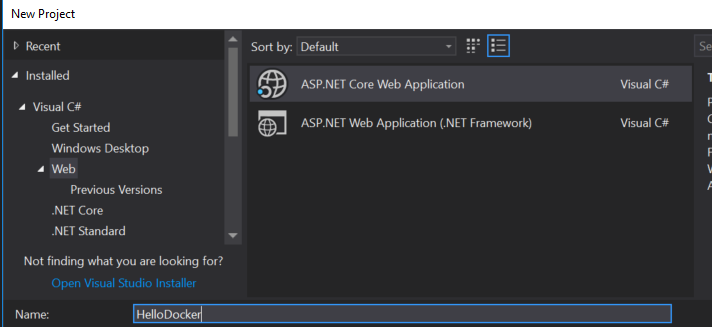 New Project
Recent
Sort by: Default
Se
Installed
ASP.NET Core Web Application Visual C#
Visual C#
Get Started
ASP.NET Web Application (.NET Framework) Visual C#
Windows Desktop
Web
Previous Versions
.NET Core
.NET Standard
Not finding what you are looking for?
Open Visual Studio Installer
Name: HelloDocker